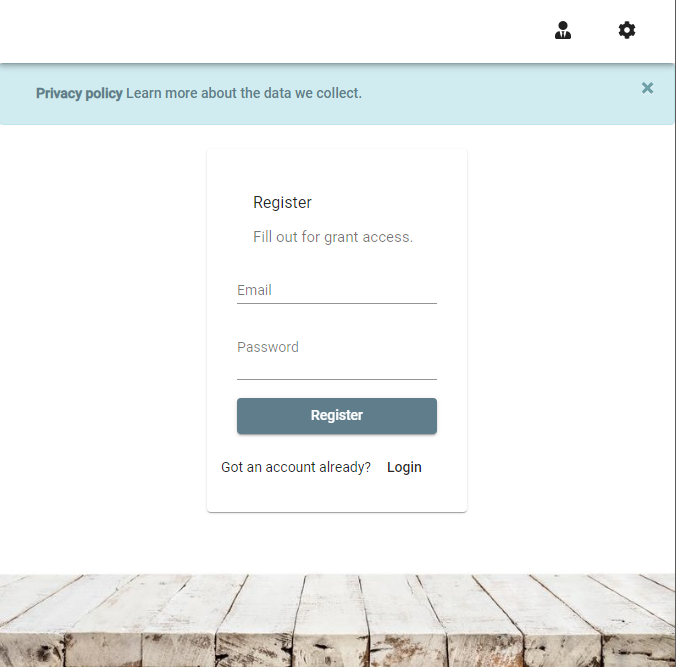 Privacy policy Learn more about the data we collect.
Register
Fill out for grant access.
Email
Password
Register
Got an account already? Login